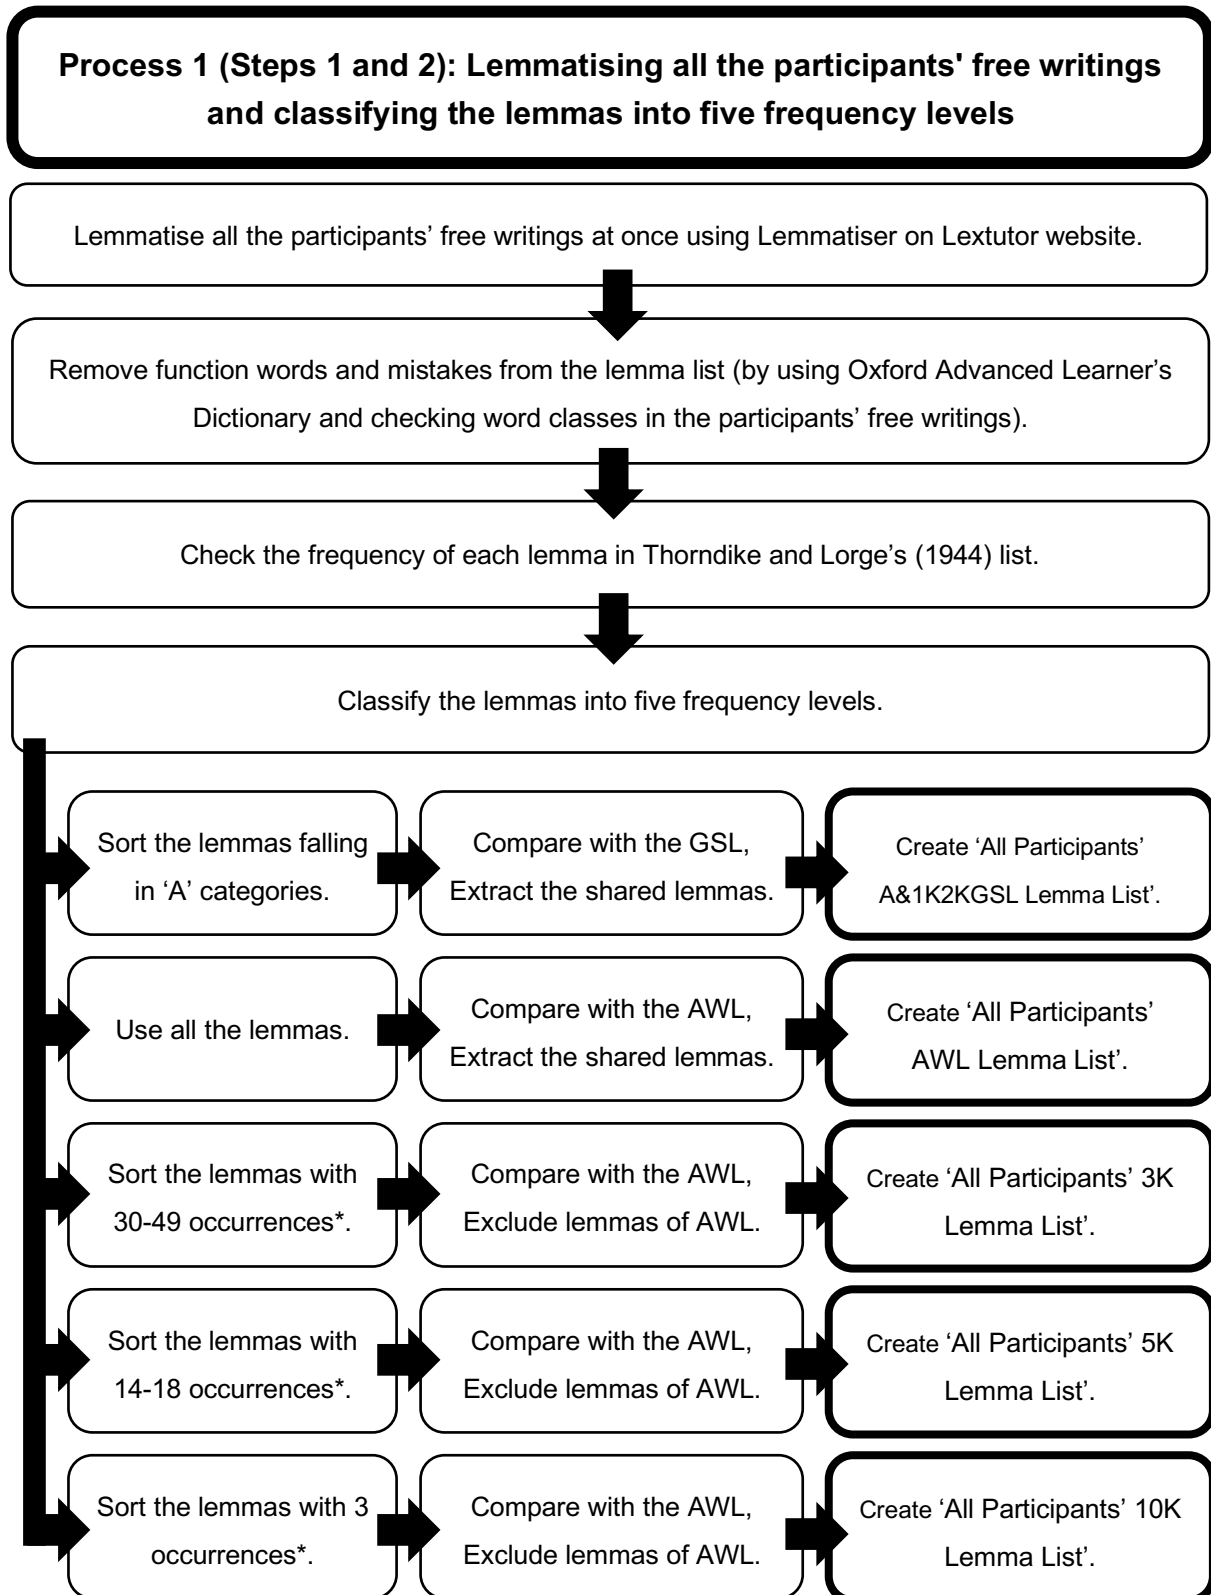 Process 1 (Steps 1 and 2): Lemmatising all the participants' free writings
and classifying the lemmas into five frequency levels
Lemmatise all the participants’ free writings at once using Lemmatiser on Lextutor website.
Remove function words and mistakes from the lemma list (by using Oxford Advanced Learner’s
Dictionary and checking word classes in the participants’ free writings).
Check the frequency of each lemma in Thorndike and Lorge’s (1944) list.
Classify the lemmas into five frequency levels.
Sort the lemmas falling
in ‘A’ categories.
Compare with the GSL,
Extract the shared lemmas.
Create ‘All Participants’
A&1K2KGSL Lemma List’.
Use all the lemmas.
Compare with the AWL,
Extract the shared lemmas.
Create ‘All Participants’
AWL Lemma List’.
Sort the lemmas with
30-49 occurrences*.
Compare with the AWL,
Exclude lemmas of AWL.
Create ‘All Participants’ 3K
Lemma List’.
Sort the lemmas with
14-18 occurrences*.
Compare with the AWL,
Exclude lemmas of AWL.
Create ‘All Participants’ 5K
Lemma List’.
Sort the lemmas with 3
occurrences*.
Compare with the AWL,
Exclude lemmas of AWL.
Create ‘All Participants’ 10K
Lemma List’.